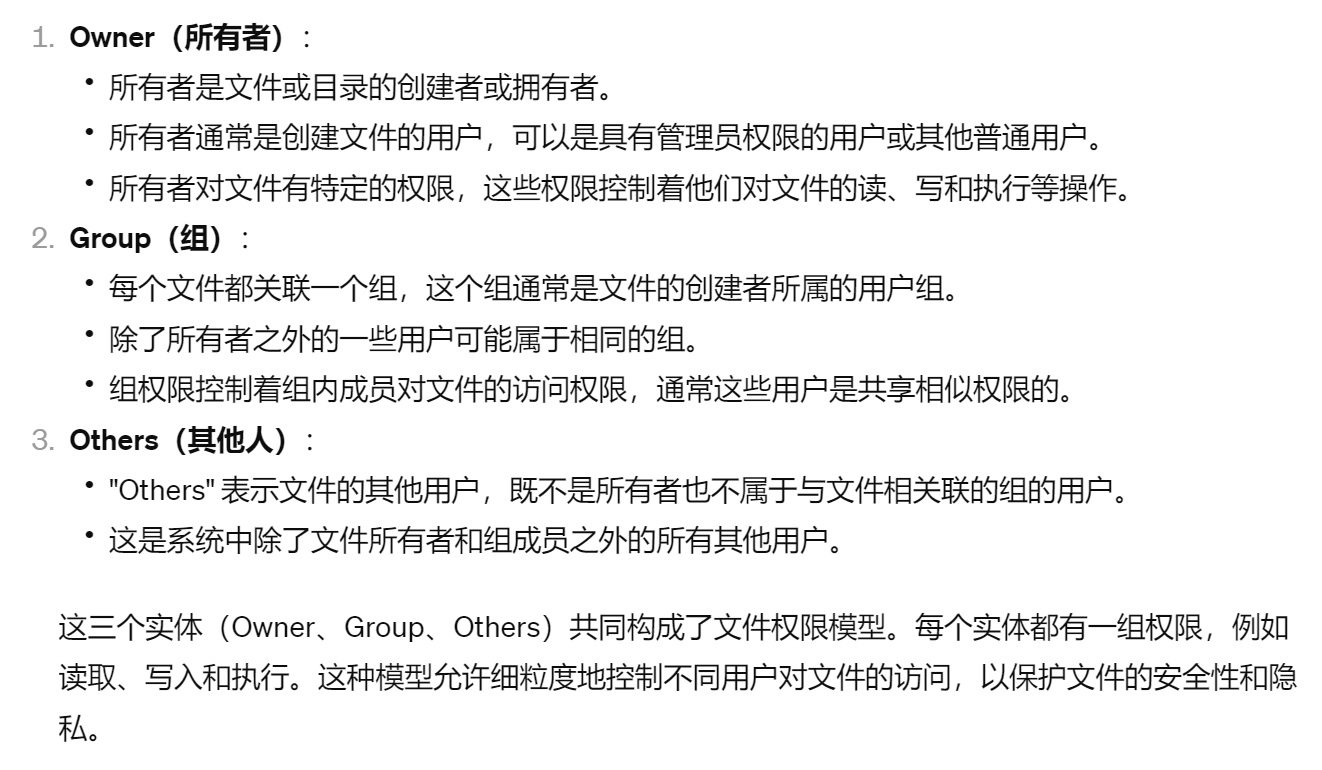 1. Owner（所有者）：
• 所有者是文件或目录的创建者或拥有者。
• 所有者通常是创建文件的用户，可以是具有管理员权限的用户或其他普通用户。
• 所有者对文件有特定的权限，这些权限控制着他们对文件的读、写和执行等操作。
2. Group（组）：
• 每个文件都关联一个组，这个组通常是文件的创建者所属的用户组。
• 除了所有者之外的一些用户可能属于相同的组。
• 组权限控制着组内成员对文件的访问权限，通常这些用户是共享相似权限的。
3. Others（其他人）：
• "Others" 表示文件的其他用户，既不是所有者也不属于与文件相关联的组的用户。
• 这是系统中除了文件所有者和组成员之外的所有其他用户。
这三个实体（Owner、Group、Others）共同构成了文件权限模型。每个实体都有一组权限，例如
读取、写入和执行。这种模型允许细粒度地控制不同用户对文件的访问，以保护文件的安全性和隐
私。